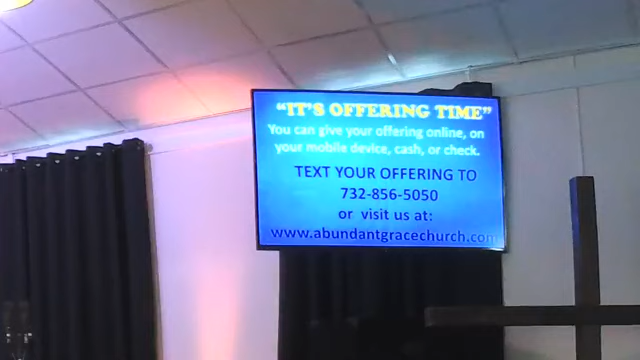 "IT'S OFFERING TIME"
You can give your offering online, on
your mobile device, cash, or check.
TEXT YOUR OFFERING TO
732-856-5050
or visit us at:
www.abundantgracechurch.com